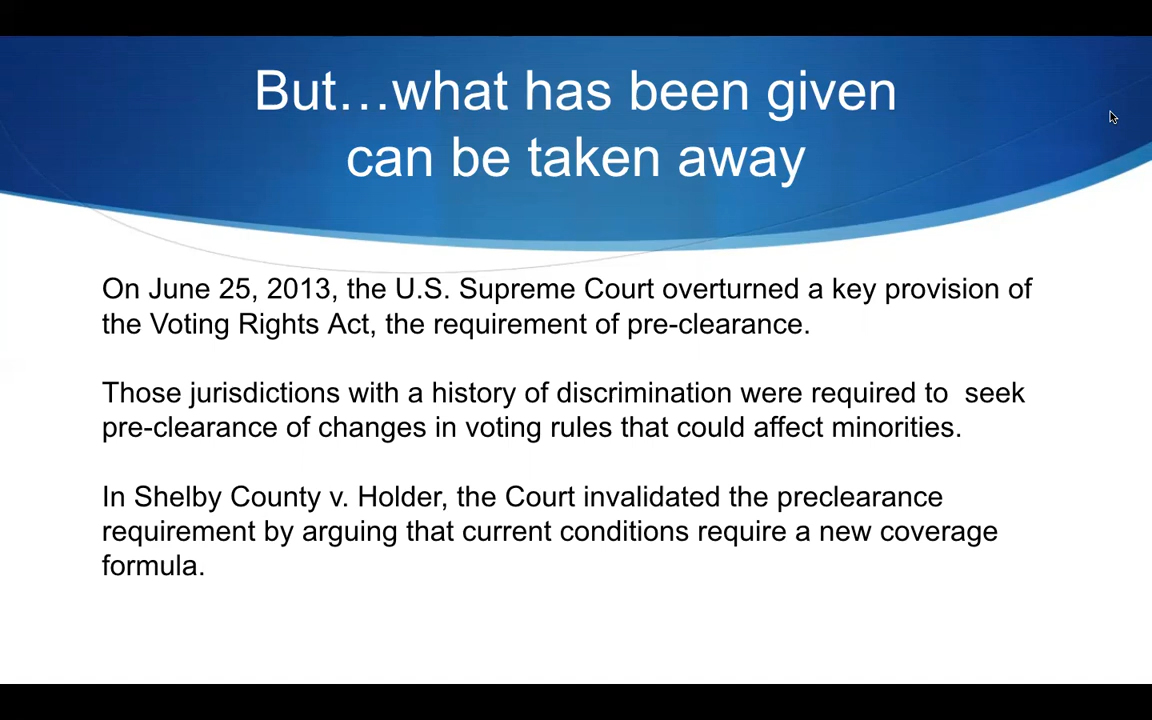 But…what has been given
can be taken away
On June 25, 2013, the U.S. Supreme Court overturned a key provision of
the Voting Rights Act, the requirement of pre-clearance.
Those jurisdictions with a history of discrimination were required to  seek
pre-clearance of changes in voting rules that could affect minorities.
In Shelby County v. Holder, the Court invalidated the preclearance
requirement by arguing that current conditions require a new coverage
formula.